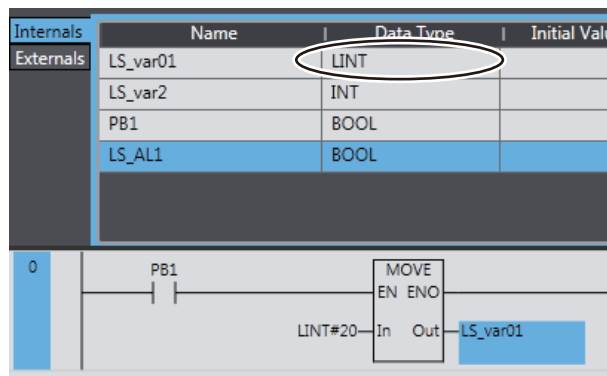 Internals Name Data Type Initial Valu
Externals LS_var01 LINT
LS_var2 INT
PB1 BOOL
LS_AL1 BOOL
0 PB1 MOVE
EN ENO
LINT#20 In Out LS_var01